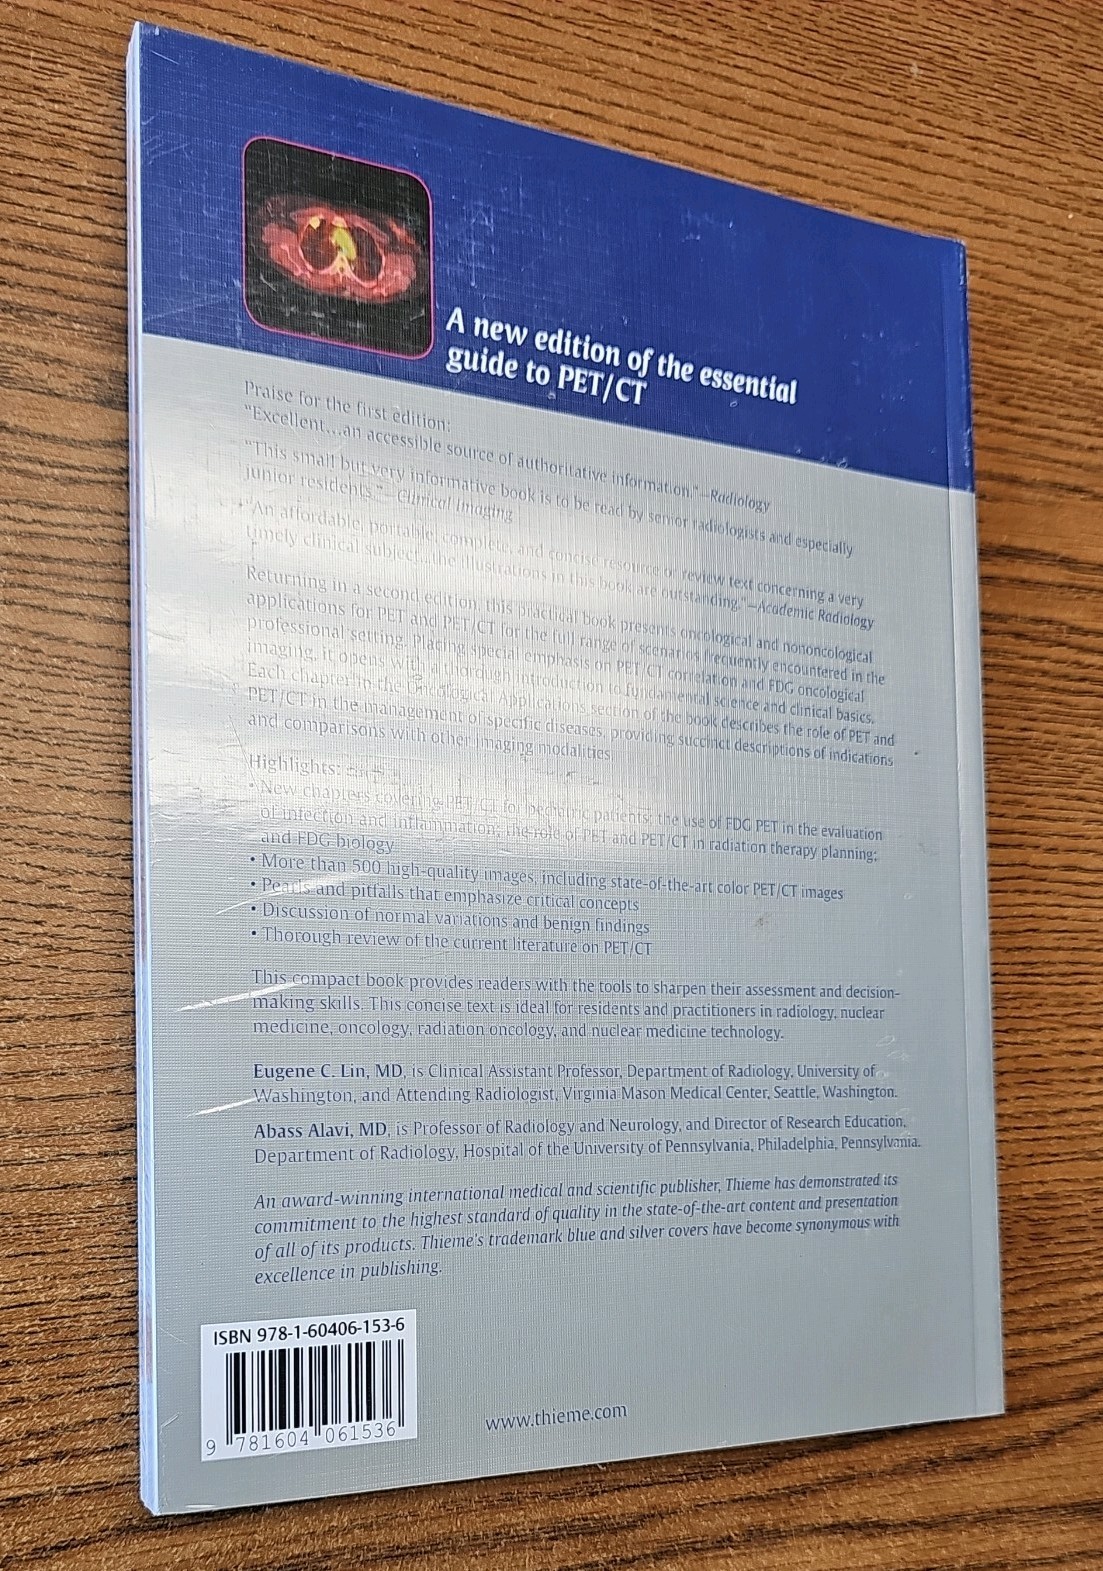 A new edition of the essential
guide to PET/CT
Praise for the first edition:
"Excellent...an accessible source of authoritative information."—Radiology
"This small but very informative book is to be read by senior radiologists and especially
junior residents."—Clinical Imaging
"An affordable, portable, complete, and concise resource or review text concerning a very
timely clinical subject...the illustrations in this book are outstanding."—Academic Radiology
Returning in a second edition, this practical book presents oncological and nononcological
applications for PET and PET/CT for the full range of scenarios frequently encountered in the
professional setting. Placing special emphasis on PET/CT correlation and FDG oncological
imaging, it opens with a thorough introduction to fundamental science and clinical basics.
Each chapter in the Oncological Applications section of the book describes the role of PET and
PET/CT in the management of specific diseases, providing succinct descriptions of indications
and comparisons with other imaging modalities.
Highlights:
• New chapters covering PET/CT for pediatric patients; the use of FDG PET in the evaluation
of infection and inflammation; the role of PET and PET/CT in radiation therapy planning;
and FDG biology
• More than 500 high-quality images, including state-of-the-art color PET/CT images
• Pearls and pitfalls that emphasize critical concepts
• Discussion of normal variations and benign findings
• Thorough review of the current literature on PET/CT
This compact book provides readers with the tools to sharpen their assessment and decision-
making skills. This concise text is ideal for residents and practitioners in radiology, nuclear
medicine, oncology, radiation oncology, and nuclear medicine technology.
Eugene C. Lin, MD, is Clinical Assistant Professor, Department of Radiology, University of
Washington, and Attending Radiologist, Virginia Mason Medical Center, Seattle, Washington.
Abass Alavi, MD, is Professor of Radiology and Neurology, and Director of Research Education,
Department of Radiology, Hospital of the University of Pennsylvania, Philadelphia, Pennsylvania.
An award-winning international medical and scientific publisher, Thieme has demonstrated its
commitment to the highest standard of quality in the state-of-the-art content and presentation
of all of its products. Thieme's trademark blue and silver covers have become synonymous with
excellence in publishing.
ISBN 978-1-60406-153-6
9 781604 061536
www.thieme.com